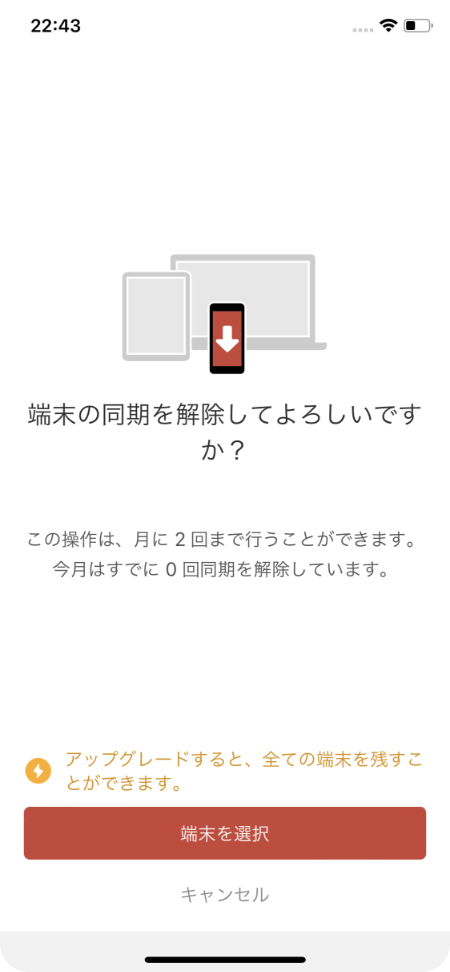 22:43
端末の同期を解除してよろしいです
か？
この操作は、月に 2 回まで行うことができます。
今月はすでに 0 回同期を解除しています。
アップグレードすると、全ての端末を残すこ
とができます。
端末を選択
キャンセル